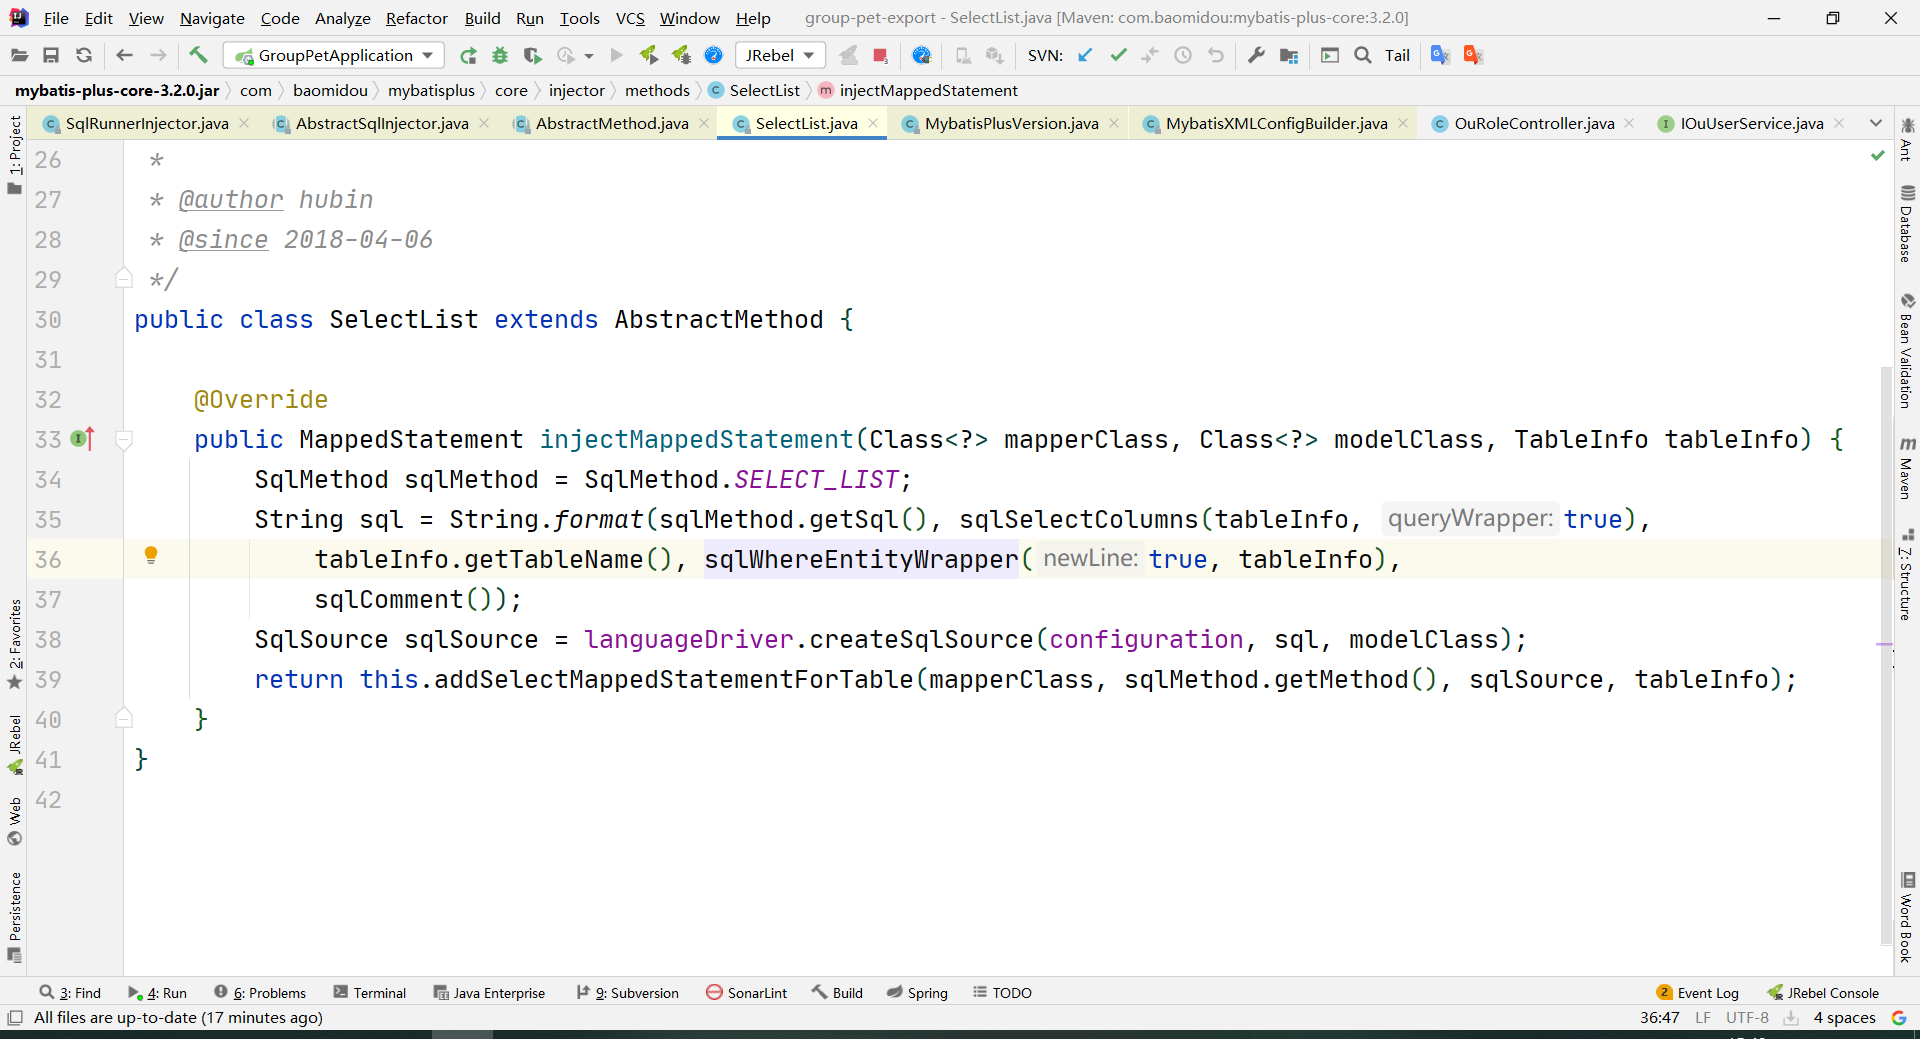 File Edit View Navigate Code Analyze Refactor Build Run Tools VCS Window Help group-pet-export - SelectList.java [Maven: com.baomidou:mybatis-plus-core:3.2.0]
GroupPetApplication JRebel SVN: Tail
mybatis-plus-core-3.2.0.jar com baomidou mybatisplus core injector methods SelectList injectMappedStatement
SqlRunnerInjector.java AbstractSqlInjector.java AbstractMethod.java SelectList.java MybatisPlusVersion.java MybatisXMLConfigBuilder.java OuRoleController.java IOuUserService.java
1: Project
2: Favorites
JRebel
Web
Persistence
26 *
27 * @author hubin
28 * @since 2018-04-06
29 */
30 public class SelectList extends AbstractMethod {
31
32 @Override
33 public MappedStatement injectMappedStatement(Class<?> mapperClass, Class<?> modelClass, TableInfo tableInfo) {
34 SqlMethod sqlMethod = SqlMethod.SELECT_LIST;
35 String sql = String.format(sqlMethod.getSql(), sqlSelectColumns(tableInfo, queryWrapper: true),
36 tableInfo.getTableName(), sqlWhereEntityWrapper( newLine: true, tableInfo),
37 sqlComment());
38 SqlSource sqlSource = languageDriver.createSqlSource(configuration, sql, modelClass);
39 return this.addSelectMappedStatementForTable(mapperClass, sqlMethod.getMethod(), sqlSource, tableInfo);
40 }
41 }
42
Ant
Database
Bean Validation
Maven
7: Structure
Word Book
3: Find 4: Run 6: Problems Terminal Java Enterprise 9: Subversion SonarLint Build Spring TODO 2 Event Log JRebel Console
All files are up-to-date (17 minutes ago) 36:47 LF UTF-8 4 spaces